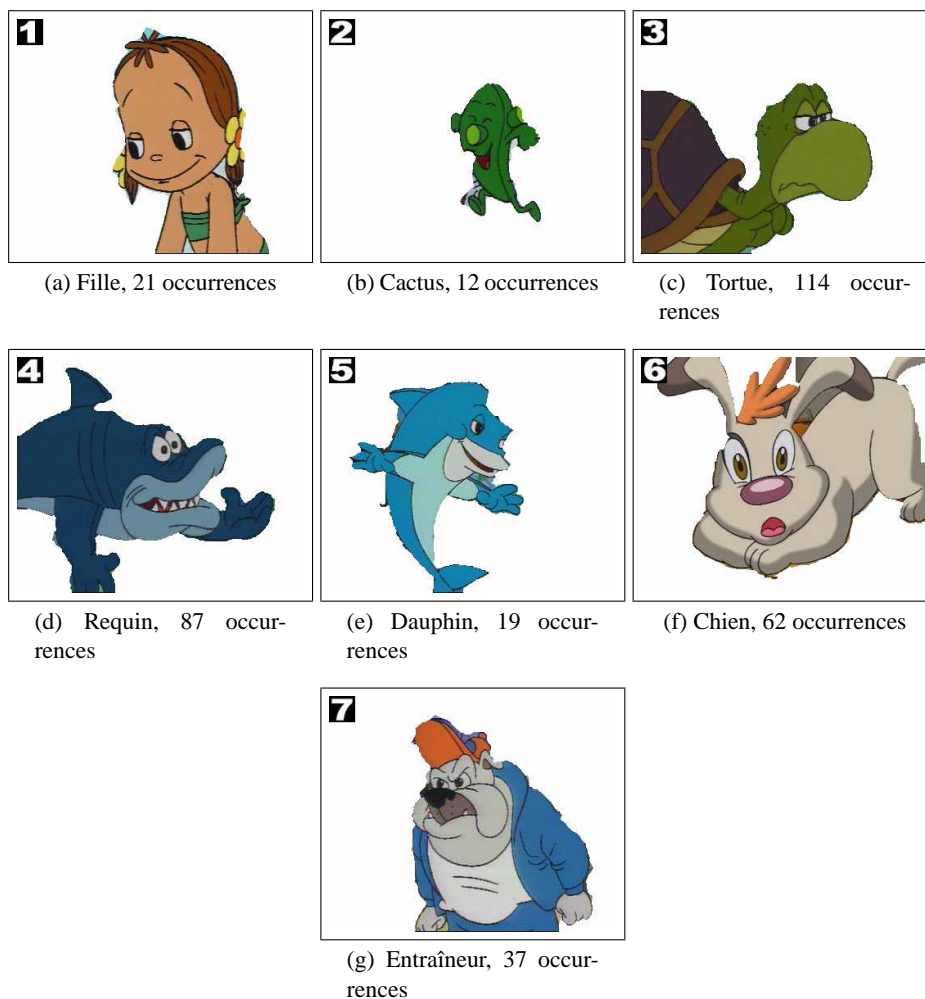 1
2
3
(a) Fille, 21 occurrences
(b) Cactus, 12 occurrences
(c) Tortue, 114 occur-
rences
4
5
6
(d) Requin, 87 occur-
rences
(e) Dauphin, 19 occur-
rences
(f) Chien, 62 occurrences
7
(g) Entraîneur, 37 occur-
rences